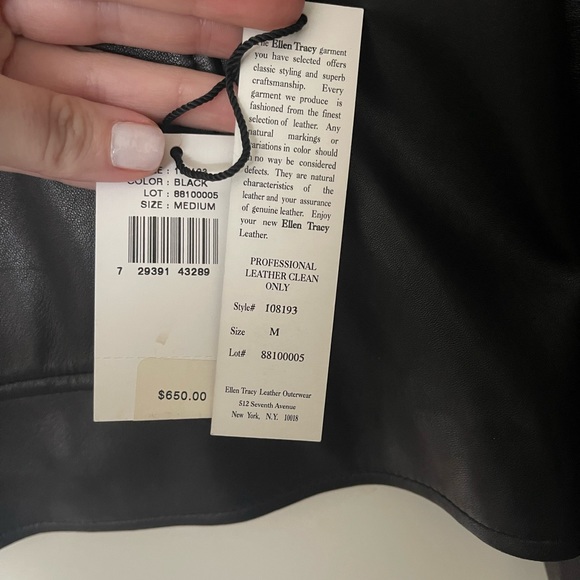 The Ellen Tracy garment
you have selected offers
classic styling and superb
craftsmanship. Every
garment we produce is
fashioned from the finest
selection of leather. Any
natural markings or
variations in color should
in no way be considered
defects. They are natural
characteristics of the
leather and your assurance
of genuine leather. Enjoy
your new Ellen Tracy
Leather.
PROFESSIONAL
LEATHER CLEAN
ONLY
Style# 108193
Size M
Lot# 88100005
Ellen Tracy Leather Outerwear
512 Seventh Avenue
New York, N.Y. 10018
COLOR : BLACK
LOT : 88100005
SIZE : MEDIUM
7 29391 43289
$650.00